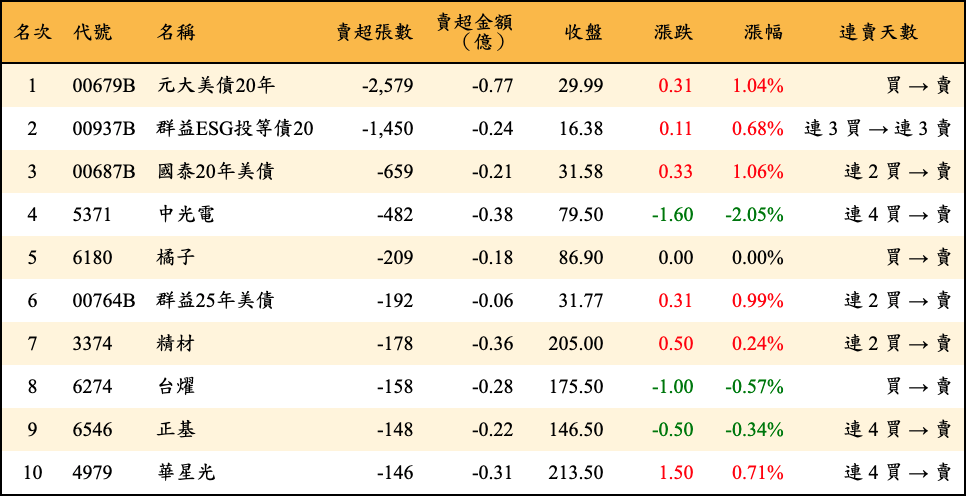 名次 代號 名稱 賣超張數 賣超金額（億） 收盤 漲跌 漲幅 連賣天數
1 00679B 元大美債20年 -2,579 -0.77 29.99 0.31 1.04% 買 → 賣
2 00937B 群益ESG投等債20 -1,450 -0.24 16.38 0.11 0.68% 連 3 買 → 連 3 賣
3 00687B 國泰20年美債 -659 -0.21 31.58 0.33 1.06% 連 2 買 → 賣
4 5371 中光電 -482 -0.38 79.50 -1.60 -2.05% 連 4 買 → 賣
5 6180 橘子 -209 -0.18 86.90 0.00 0.00% 買 → 賣
6 00764B 群益25年美債 -192 -0.06 31.77 0.31 0.99% 連 2 買 → 賣
7 3374 精材 -178 -0.36 205.00 0.50 0.24% 連 2 買 → 賣
8 6274 台燿 -158 -0.28 175.50 -1.00 -0.57% 買 → 賣
9 6546 正基 -148 -0.22 146.50 -0.50 -0.34% 連 4 買 → 賣
10 4979 華星光 -146 -0.31 213.50 1.50 0.71% 連 4 買 → 賣